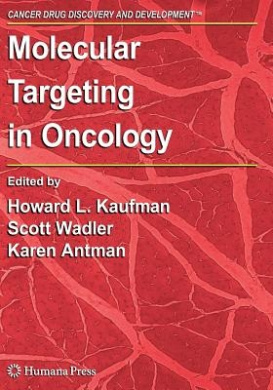 CANCER DRUG DISCOVERY AND DEVELOPMENT™
Molecular
Targeting
in Oncology
Edited by
Howard L. Kaufman
Scott Wadler
Karen Antman
Humana Press